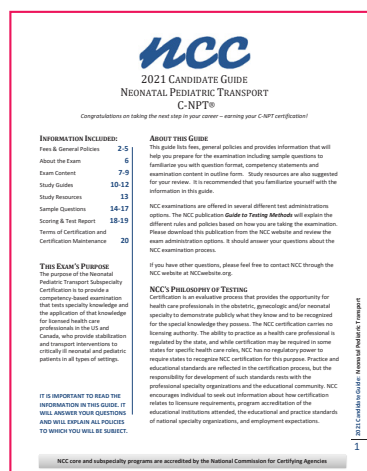 ncc
2021 CANDIDATE GUIDE
NEONATAL PEDIATRIC TRANSPORT
C-NPT®
Congratulations on taking the next step in your career – earning your C-NPT certification!
INFORMATION INCLUDED:
Fees & General Policies 2-5
About the Exam 6
Exam Content 7-9
Study Guides 10-12
Study Resources 13
Sample Questions 14-17
Scoring & Test Report 18-19
Terms of Certification and
Certification Maintenance 20
THIS EXAM'S PURPOSE
The purpose of the Neonatal
Pediatric Transport Subspecialty
Certification is to provide a
competency-based examination
that tests specialty knowledge and
the application of that knowledge
for licensed health care
professionals in the US and
Canada, who provide stabilization
and transport interventions to
critically ill neonatal and pediatric
patients in all types of settings.
IT IS IMPORTANT TO READ THE
INFORMATION IN THIS GUIDE. IT
WILL ANSWER YOUR QUESTIONS
AND WILL EXPLAIN ALL POLICIES
TO WHICH YOU WILL BE SUBJECT.
ABOUT THIS GUIDE
This guide lists fees, general policies and provides information that will
help you prepare for the examination including sample questions to
familiarize you with question format, competency statements and
examination content in outline form. Study resources are also suggested
for your review. It is recommended that you familiarize yourself with the
information in this guide.
NCC examinations are offered in several different test administrations
options. The NCC publication Guide to Testing Methods will explain the
different rules and policies based on how you are taking the examination.
Please download this publication from the NCC website and review the
exam administration options. It should answer your questions about the
NCC examination process.
If you have other questions, please feel free to contact NCC through the
NCC website at NCCwebsite.org.
NCC'S PHILOSOPHY OF TESTING
Certification is an evaluative process that provides the opportunity for
health care professionals in the obstetric, gynecologic and/or neonatal
specialty to demonstrate publicly what they know and to be recognized
for the special knowledge they possess. The NCC certification carries no
licensing authority. The ability to practice as a health care professional is
regulated by the state, and while certification may be required in some
states for specific health care roles, NCC has no regulatory power to
require states to recognize NCC certification for this purpose. Practice and
educational standards are reflected in the certification process, but the
responsibility for development of such standards rests with the
professional specialty organizations and the educational community. NCC
encourages individual to seek out information about how certification
relates to licensure requirements, program accreditation of the
educational institutions attended, the educational and practice standards
of national specialty organizations, and employment expectations.
2021 Candidate Guide: Neonatal Pediatric Transport
1
NCC core and subspecialty programs are accredited by the National Commission for Certifying Agencies